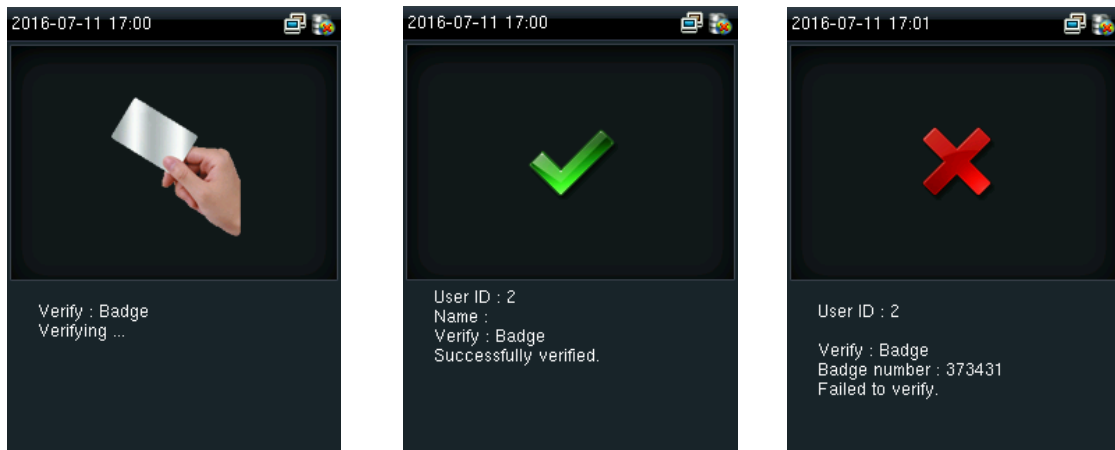 2016-07-11 17:00
Verify : Badge
Verifying ...
2016-07-11 17:00
User ID : 2
Name :
Verify : Badge
Successfully verified.
2016-07-11 17:01
User ID : 2
Verify : Badge
Badge number : 373431
Failed to verify.